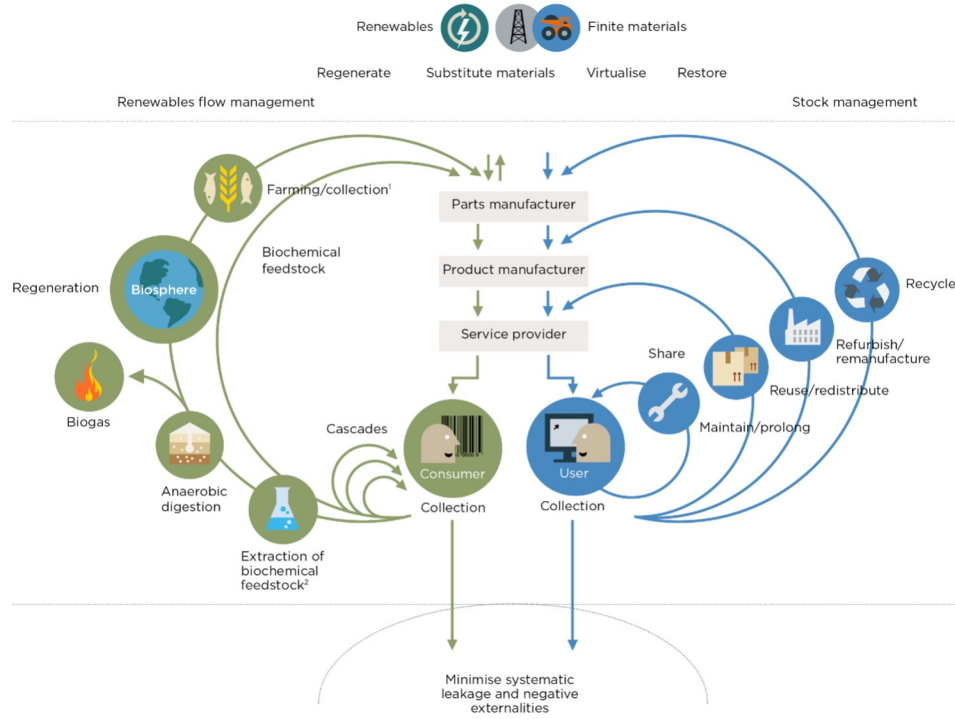 Renewables
Finite materials
Regenerate
Substitute materials
Virtualise
Restore
Renewables flow management
Stock management
Farming/collection¹
Parts manufacturer
Biochemical
feedstock
Product manufacturer
Regeneration
Biosphere
Recycle
Service provider
Share
Refurbish/
remanufacture
Reuse/redistribute
Biogas
Maintain/prolong
Cascades
Consumer
User
Anaerobic
digestion
Collection
Collection
Extraction of
biochemical
feedstock²
Minimise systematic
leakage and negative
externalities